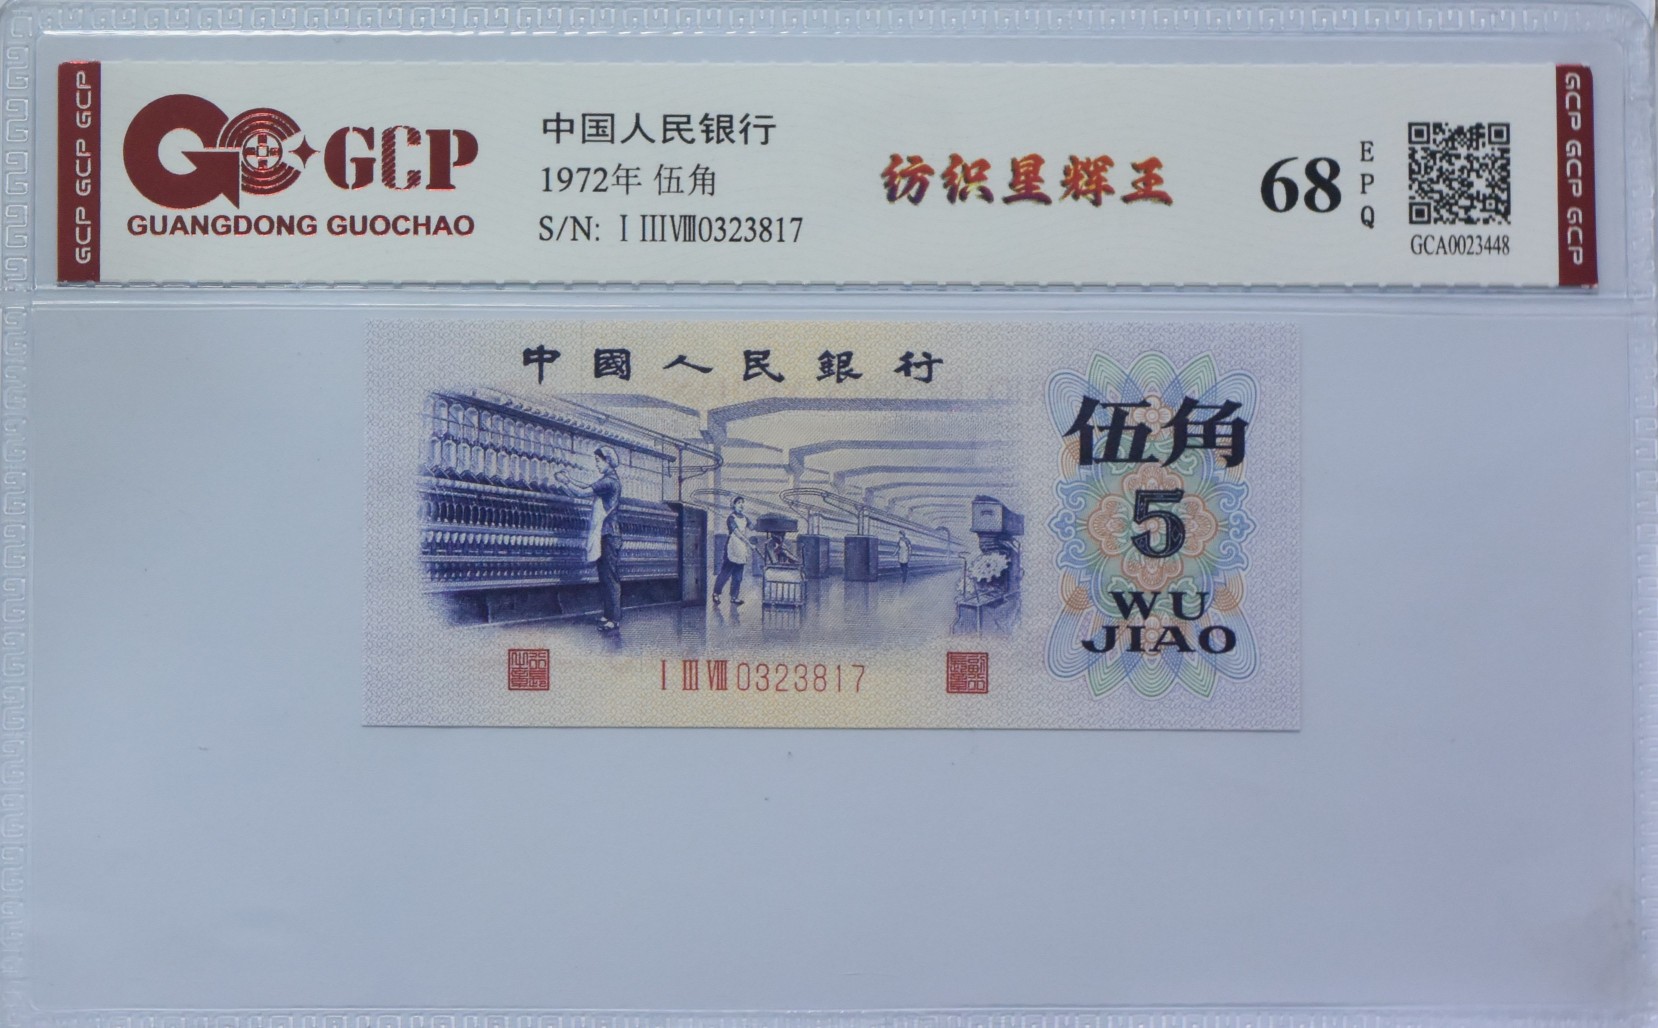 GCP GCP GCP
GCP
GUANGDONG GUOCHAO
中国人民银行
1972年 伍角
S/N: Ⅰ Ⅲ Ⅷ0323817
纺织星辉王
68
EPQ
GCA0023448
GCP GCP GCP
中國人民銀行
伍角
5
WU
JIAO
Ⅰ Ⅲ Ⅷ 0323817